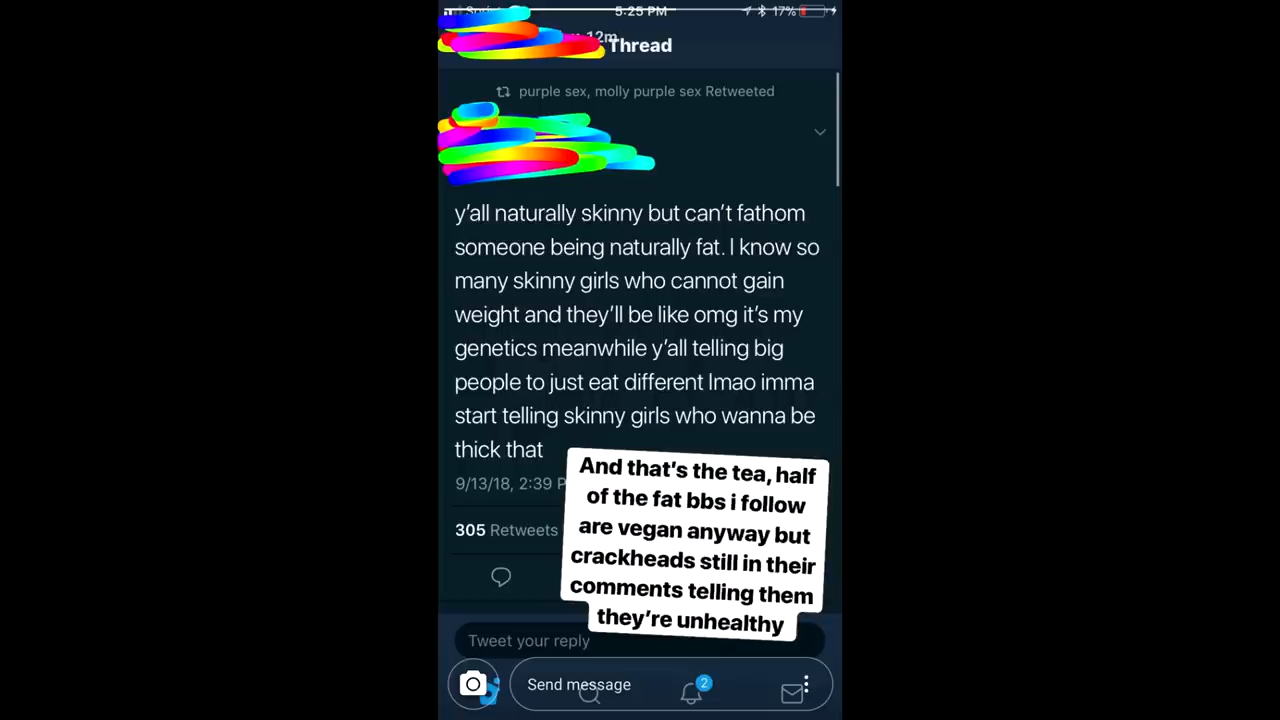 5:25 PM
17%
12m
Thread
purple sex, molly purple sex Retweeted
y'all naturally skinny but can't fathom
someone being naturally fat. I know so
many skinny girls who cannot gain
weight and they'll be like omg it's my
genetics meanwhile y'all telling big
people to just eat different lmao imma
start telling skinny girls who wanna be
thick that
9/13/18, 2:39 P
305 Retweets
And that's the tea, half
of the fat bbs i follow
are vegan anyway but
crackheads still in their
comments telling them
they're unhealthy
Tweet your reply
Send message
2